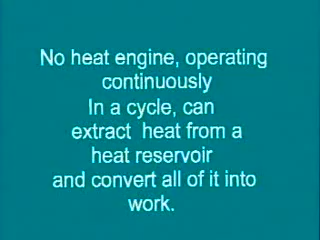 No heat engine, operating
continuously
In a cycle, can
extract heat from a
heat reservoir
and convert all of it into
work.